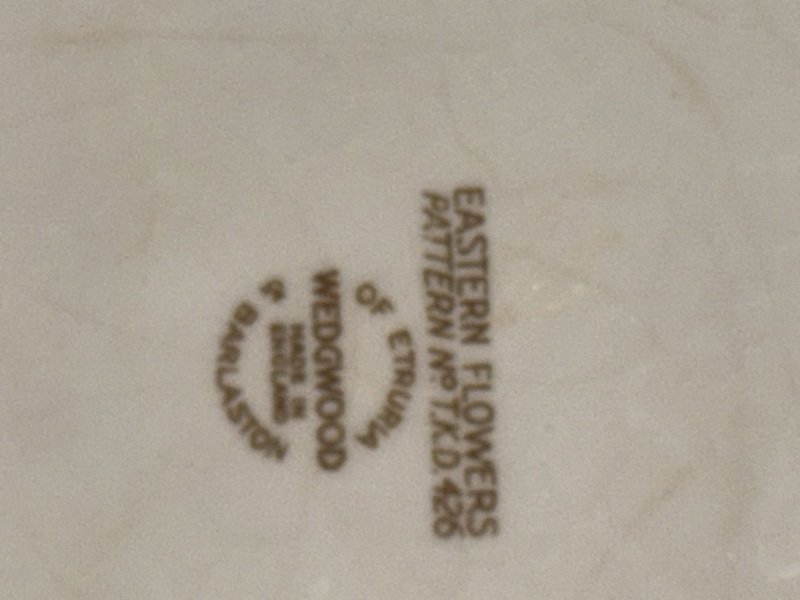 EASTERN FLOWERS
PATTERN Nº T.K.D. 426
OF ETRURIA
WEDGWOOD
MADE IN
ENGLAND
& BARLASTON